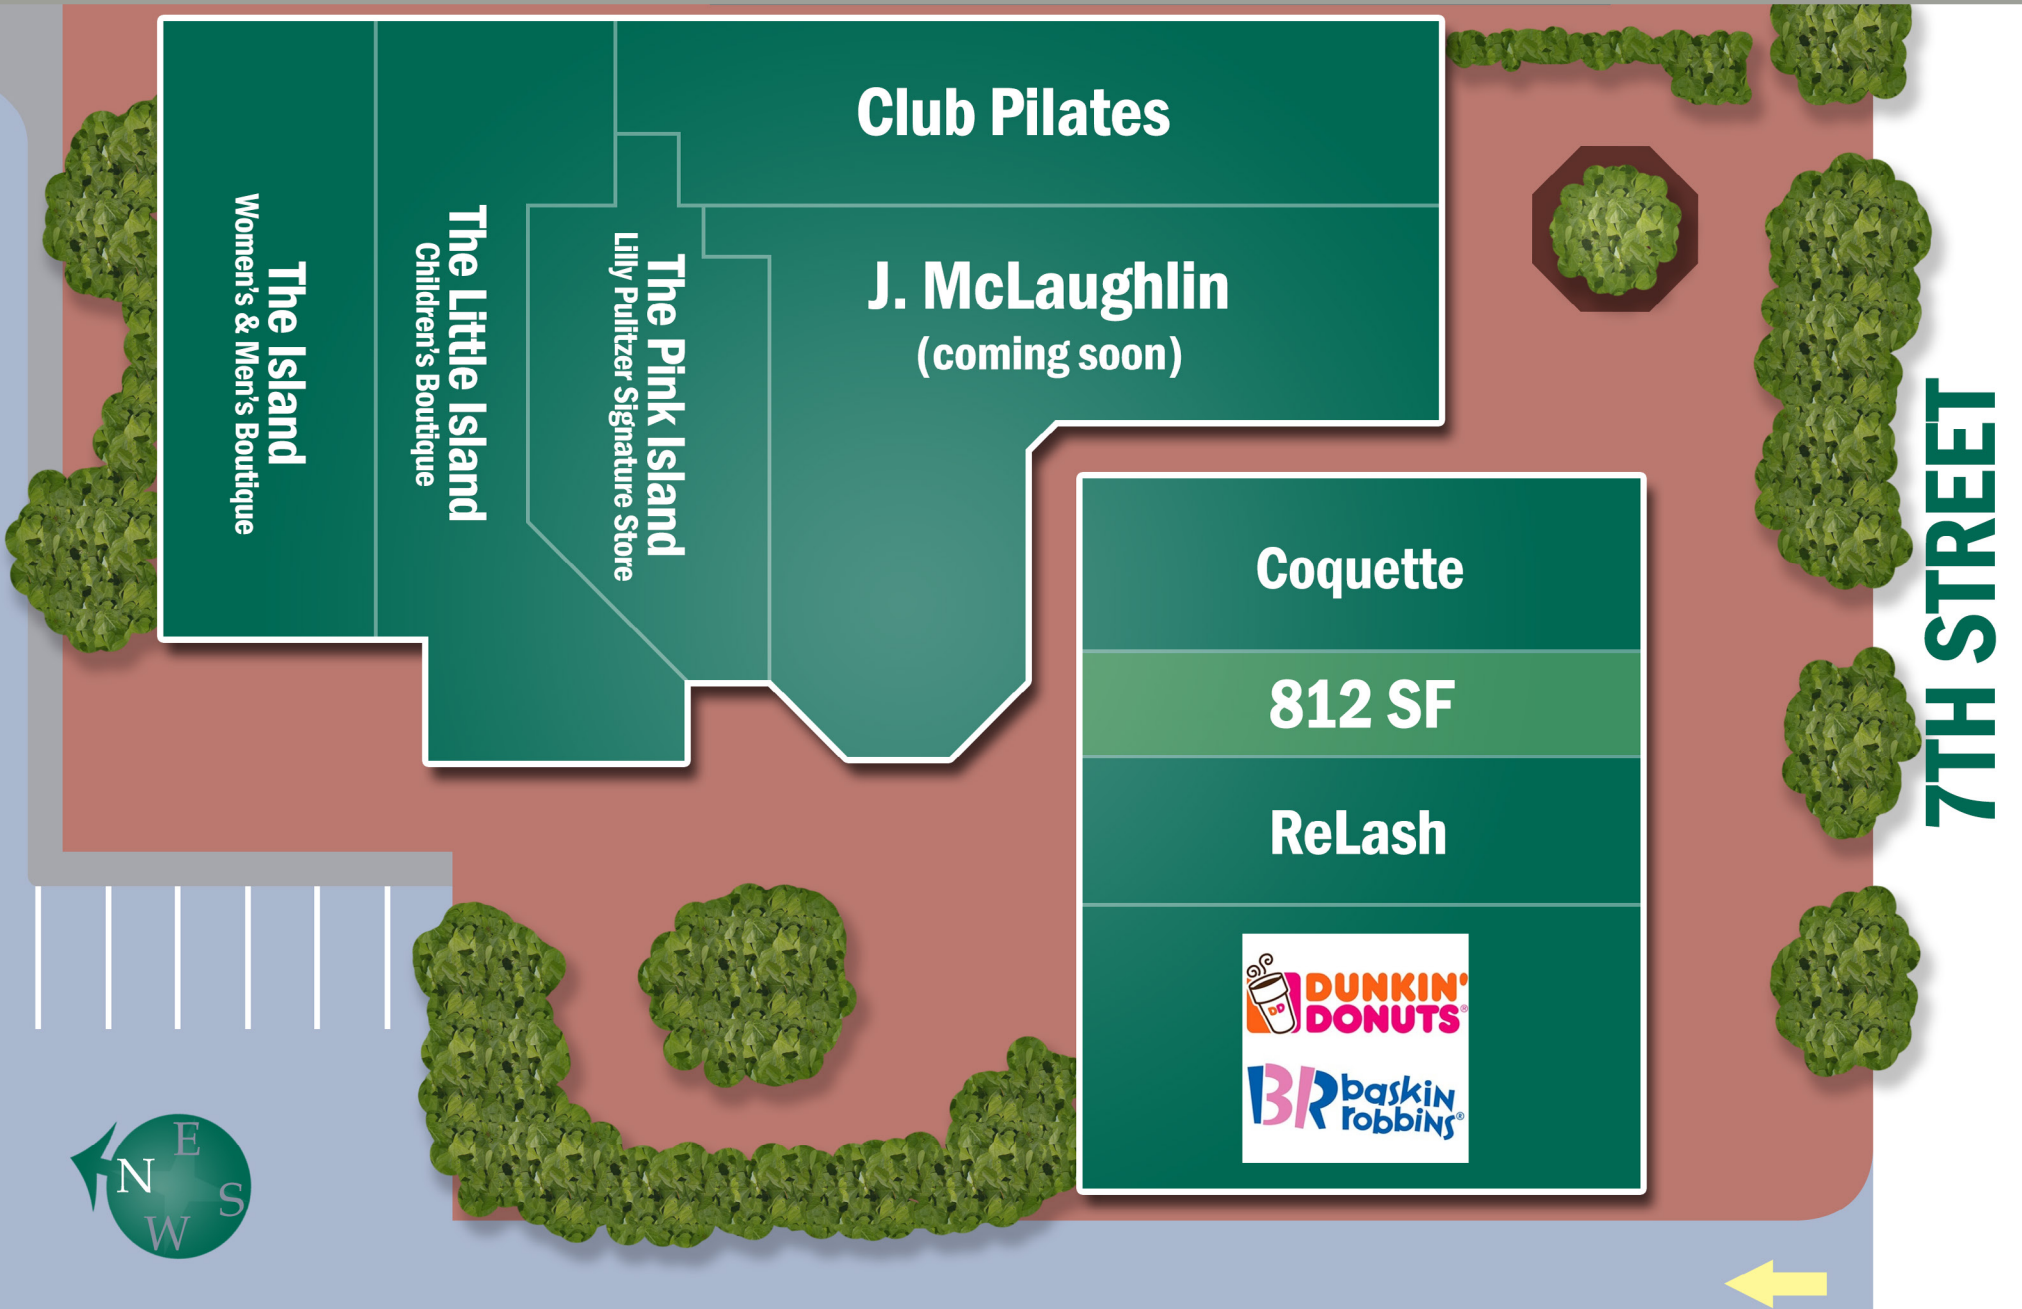 Club Pilates
The Island
Women's & Men's Boutique
The Little Island
Children's Boutique
The Pink Island
Lilly Pulitzer Signature Store
J. McLaughlin
(coming soon)
Coquette
812 SF
ReLash
DUNKIN'
DONUTS®
DD
BR baskin
robbins®
7TH STREET
E
N
S
W